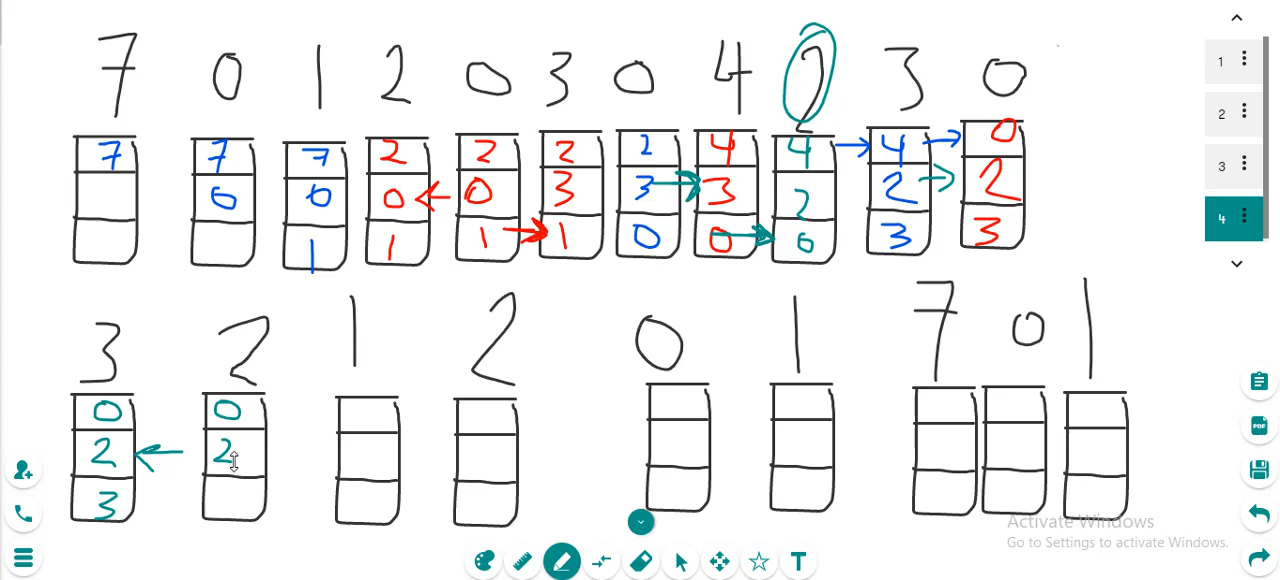 7 0 1 2 0 3 0 4 2 3 0
7 7 7 2 2 2 2 4 4 4 0
0 0 0 0 3 3 3 2 2 2
1 1 1 1 0 0 0 3 3
3 2 1 2 0 1 7 0 1
0 0
2 2
3
1
2
3
4
PDF
T
Activate Windows
Go to Settings to activate Windows.